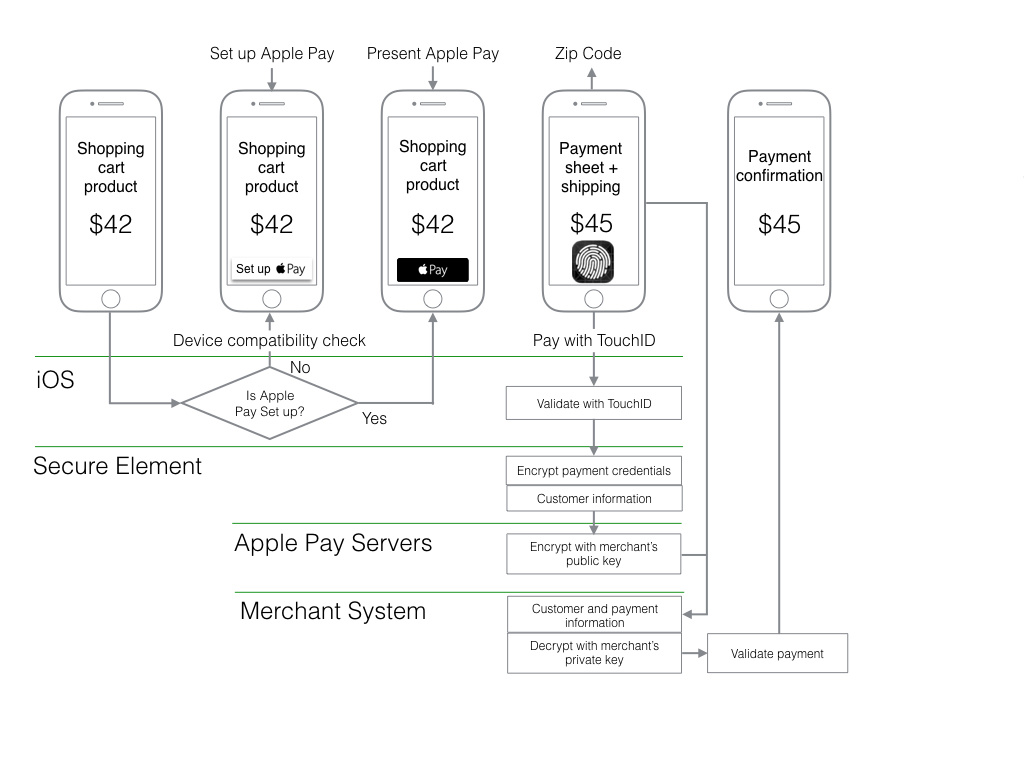 Set up Apple Pay
Present Apple Pay
Zip Code
Shopping
cart
product
$42
Shopping
cart
product
$42
Set up Pay
Shopping
cart
product
$42
Pay
Payment
sheet +
shipping
$45
Payment
confirmation
$45
Device compatibility check
Pay with TouchID
iOS
No
Is Apple
Pay Set up?
Yes
Validate with TouchID
Secure Element
Encrypt payment credentials
Customer information
Apple Pay Servers
Encrypt with merchant's
public key
Merchant System
Customer and payment
information
Decrypt with merchant's
private key
Validate payment